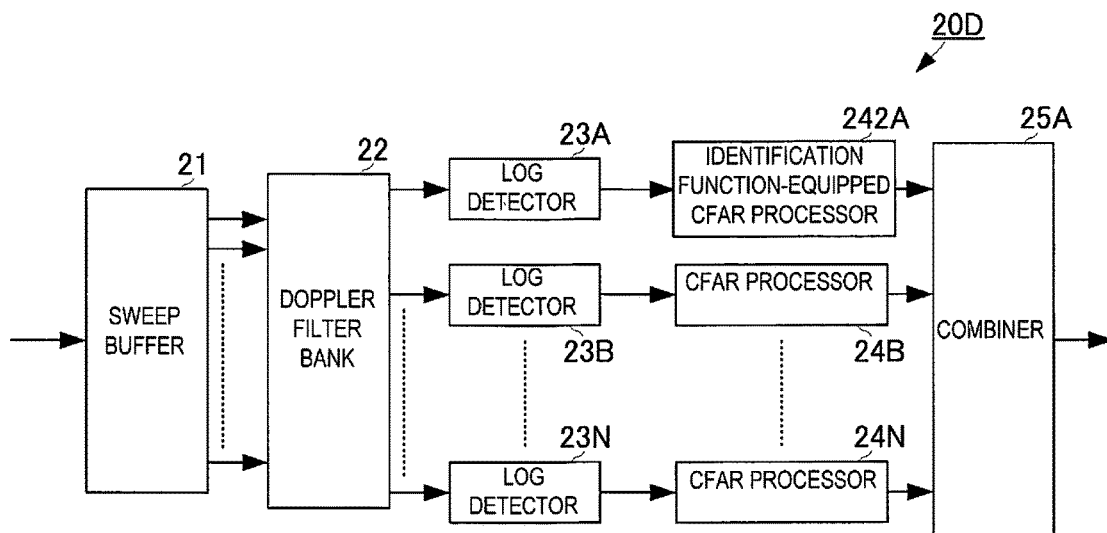 20D
21
SWEEP
BUFFER
22
DOPPLER
FILTER
BANK
23A
LOG
DETECTOR
242A
IDENTIFICATION
FUNCTION-EQUIPPED
CFAR PROCESSOR
25A
COMBINER
LOG
DETECTOR
23B
CFAR PROCESSOR
24B
23N
LOG
DETECTOR
24N
CFAR PROCESSOR